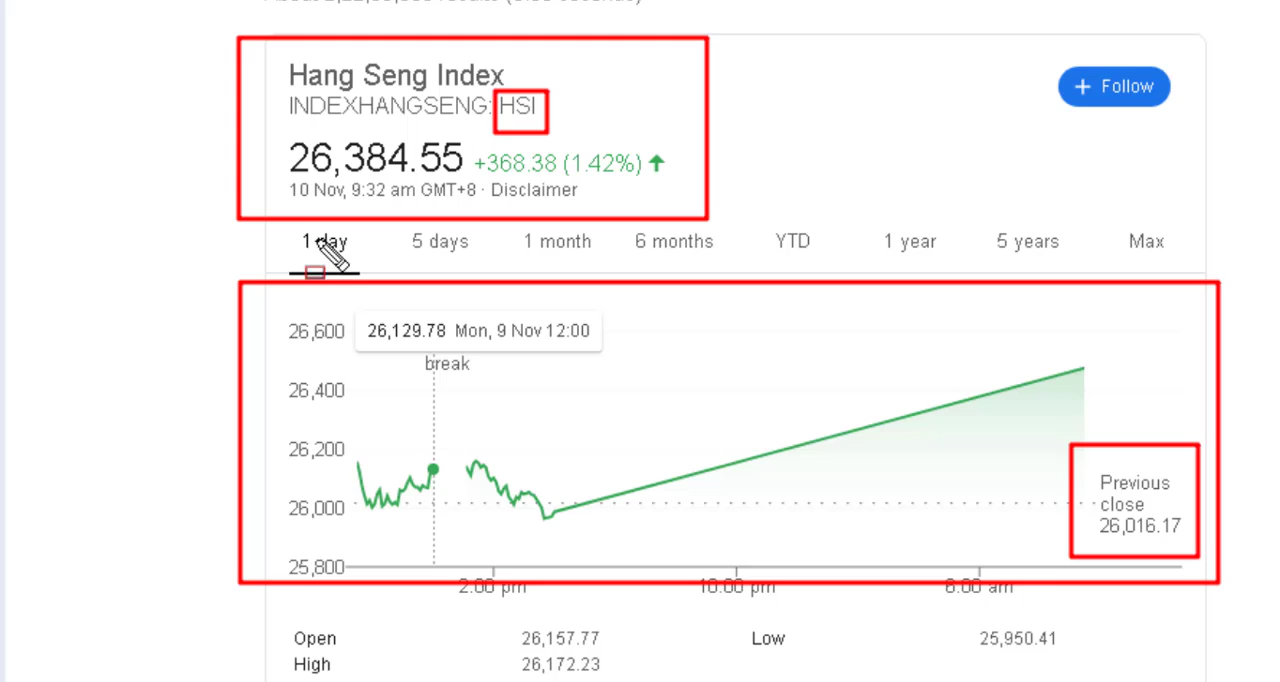 Hang Seng Index
INDEXHANGSENG: HSI
+ Follow
26,384.55 +368.38 (1.42%) ↑
10 Nov, 9:32 am GMT+8 · Disclaimer
1 day 5 days 1 month 6 months YTD 1 year 5 years Max
26,600
26,129.78 Mon, 9 Nov 12:00
break
26,400
26,200
26,000
25,800
Previous
close
26,016.17
2:00 pm 10:00 pm 6:00 am
Open 26,157.77 Low 25,950.41
High 26,172.23